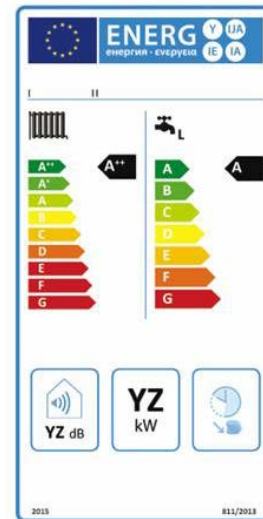 ENERG Y IJA
енергия · ενεργεια IE IA
I II
L
A⁺⁺ A⁺⁺ A A
A⁺ B
A C
B D
C E
D F
E G
F
G
YZ dB
YZ
kW
2015 811/2013